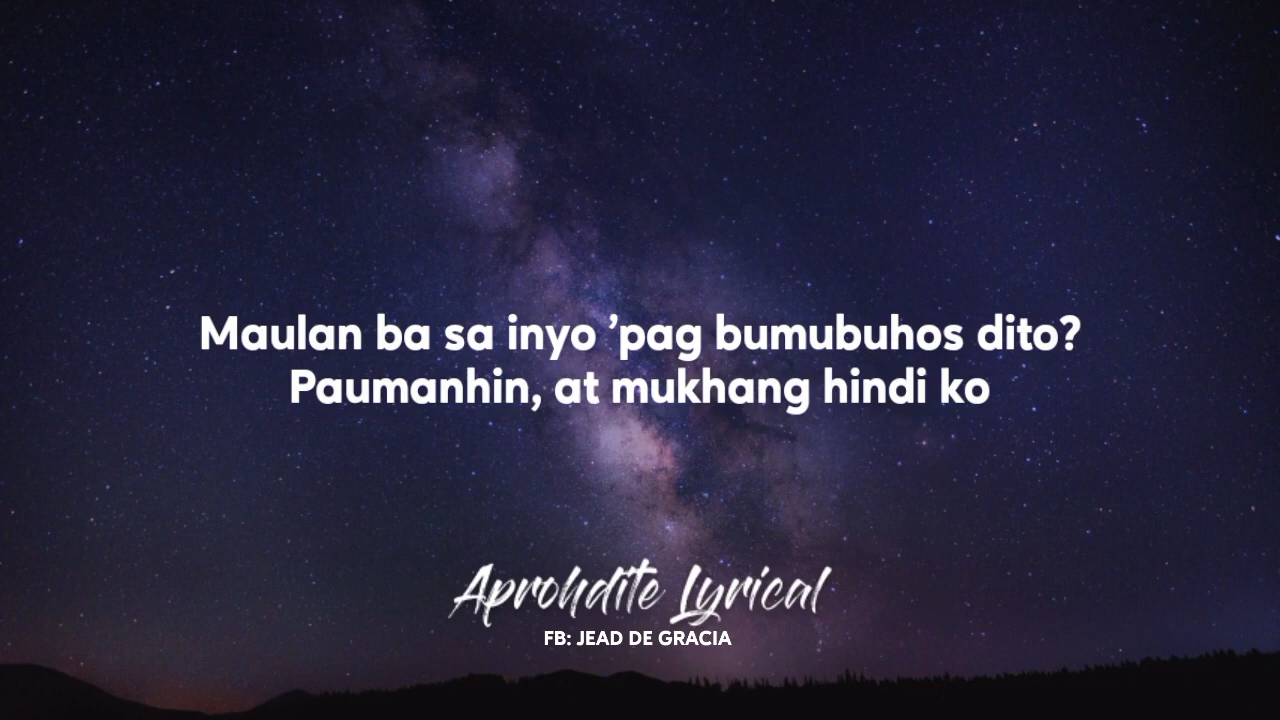 Maulan ba sa inyo ’pag bumubuhos dito?
Paumanhin, at mukhang hindi ko
Aprohdite Lyrical
FB: JEAD DE GRACIA